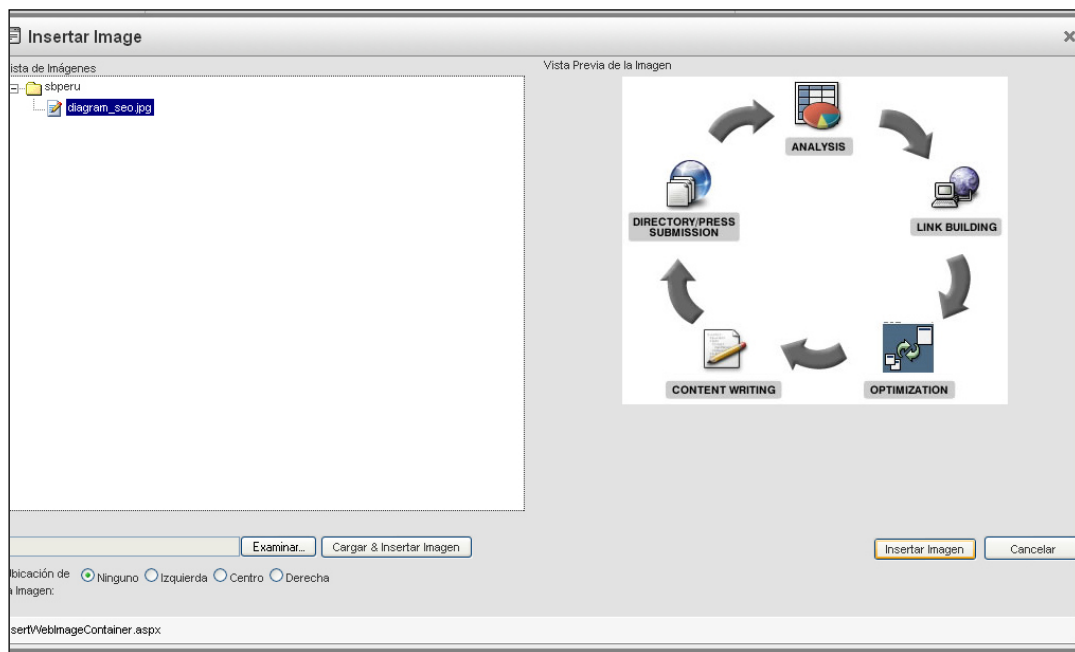 Insertar Image
ista de Imágenes
Vista Previa de la Imagen
sbperu
diagram_seo.jpg
ANALYSIS
DIRECTORY/PRESS
SUBMISSION
LINK BUILDING
CONTENT WRITING
OPTIMIZATION
Examinar...
Cargar & Insertar Imagen
Insertar Imagen
Cancelar
bicación de
a Imagen:
Ninguno
Izquierda
Centro
Derecha
sertWebImageContainer.aspx